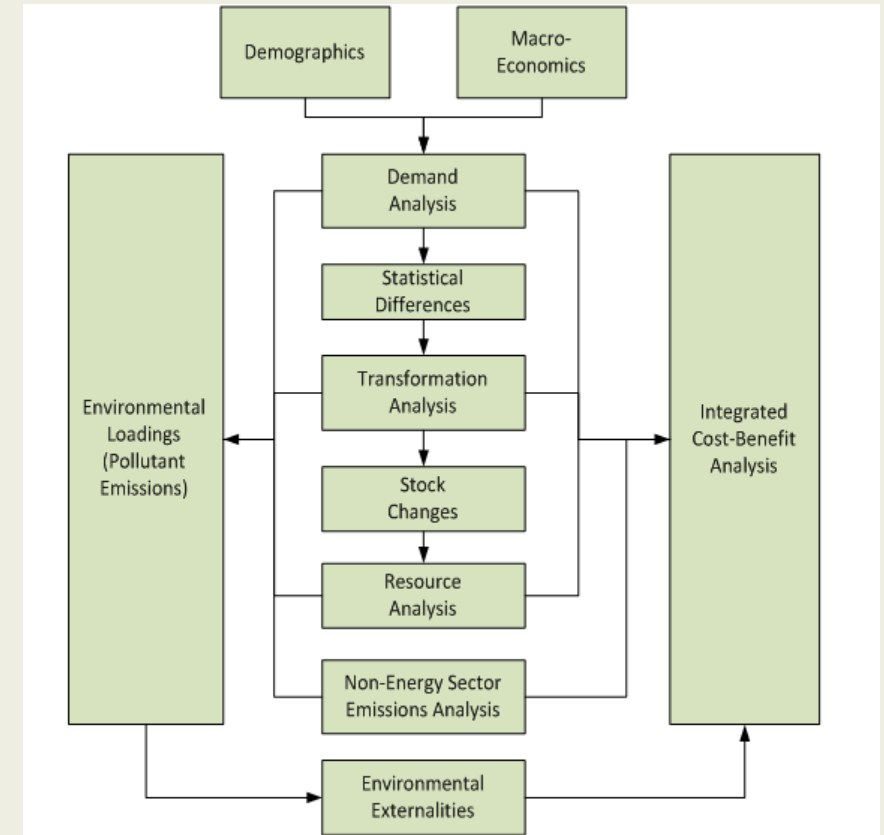 Demographics
Macro-
Economics
Demand
Analysis
Statistical
Differences
Transformation
Analysis
Environmental
Loadings
(Pollutant
Emissions)
Integrated
Cost-Benefit
Analysis
Stock
Changes
Resource
Analysis
Non-Energy Sector
Emissions Analysis
Environmental
Externalities